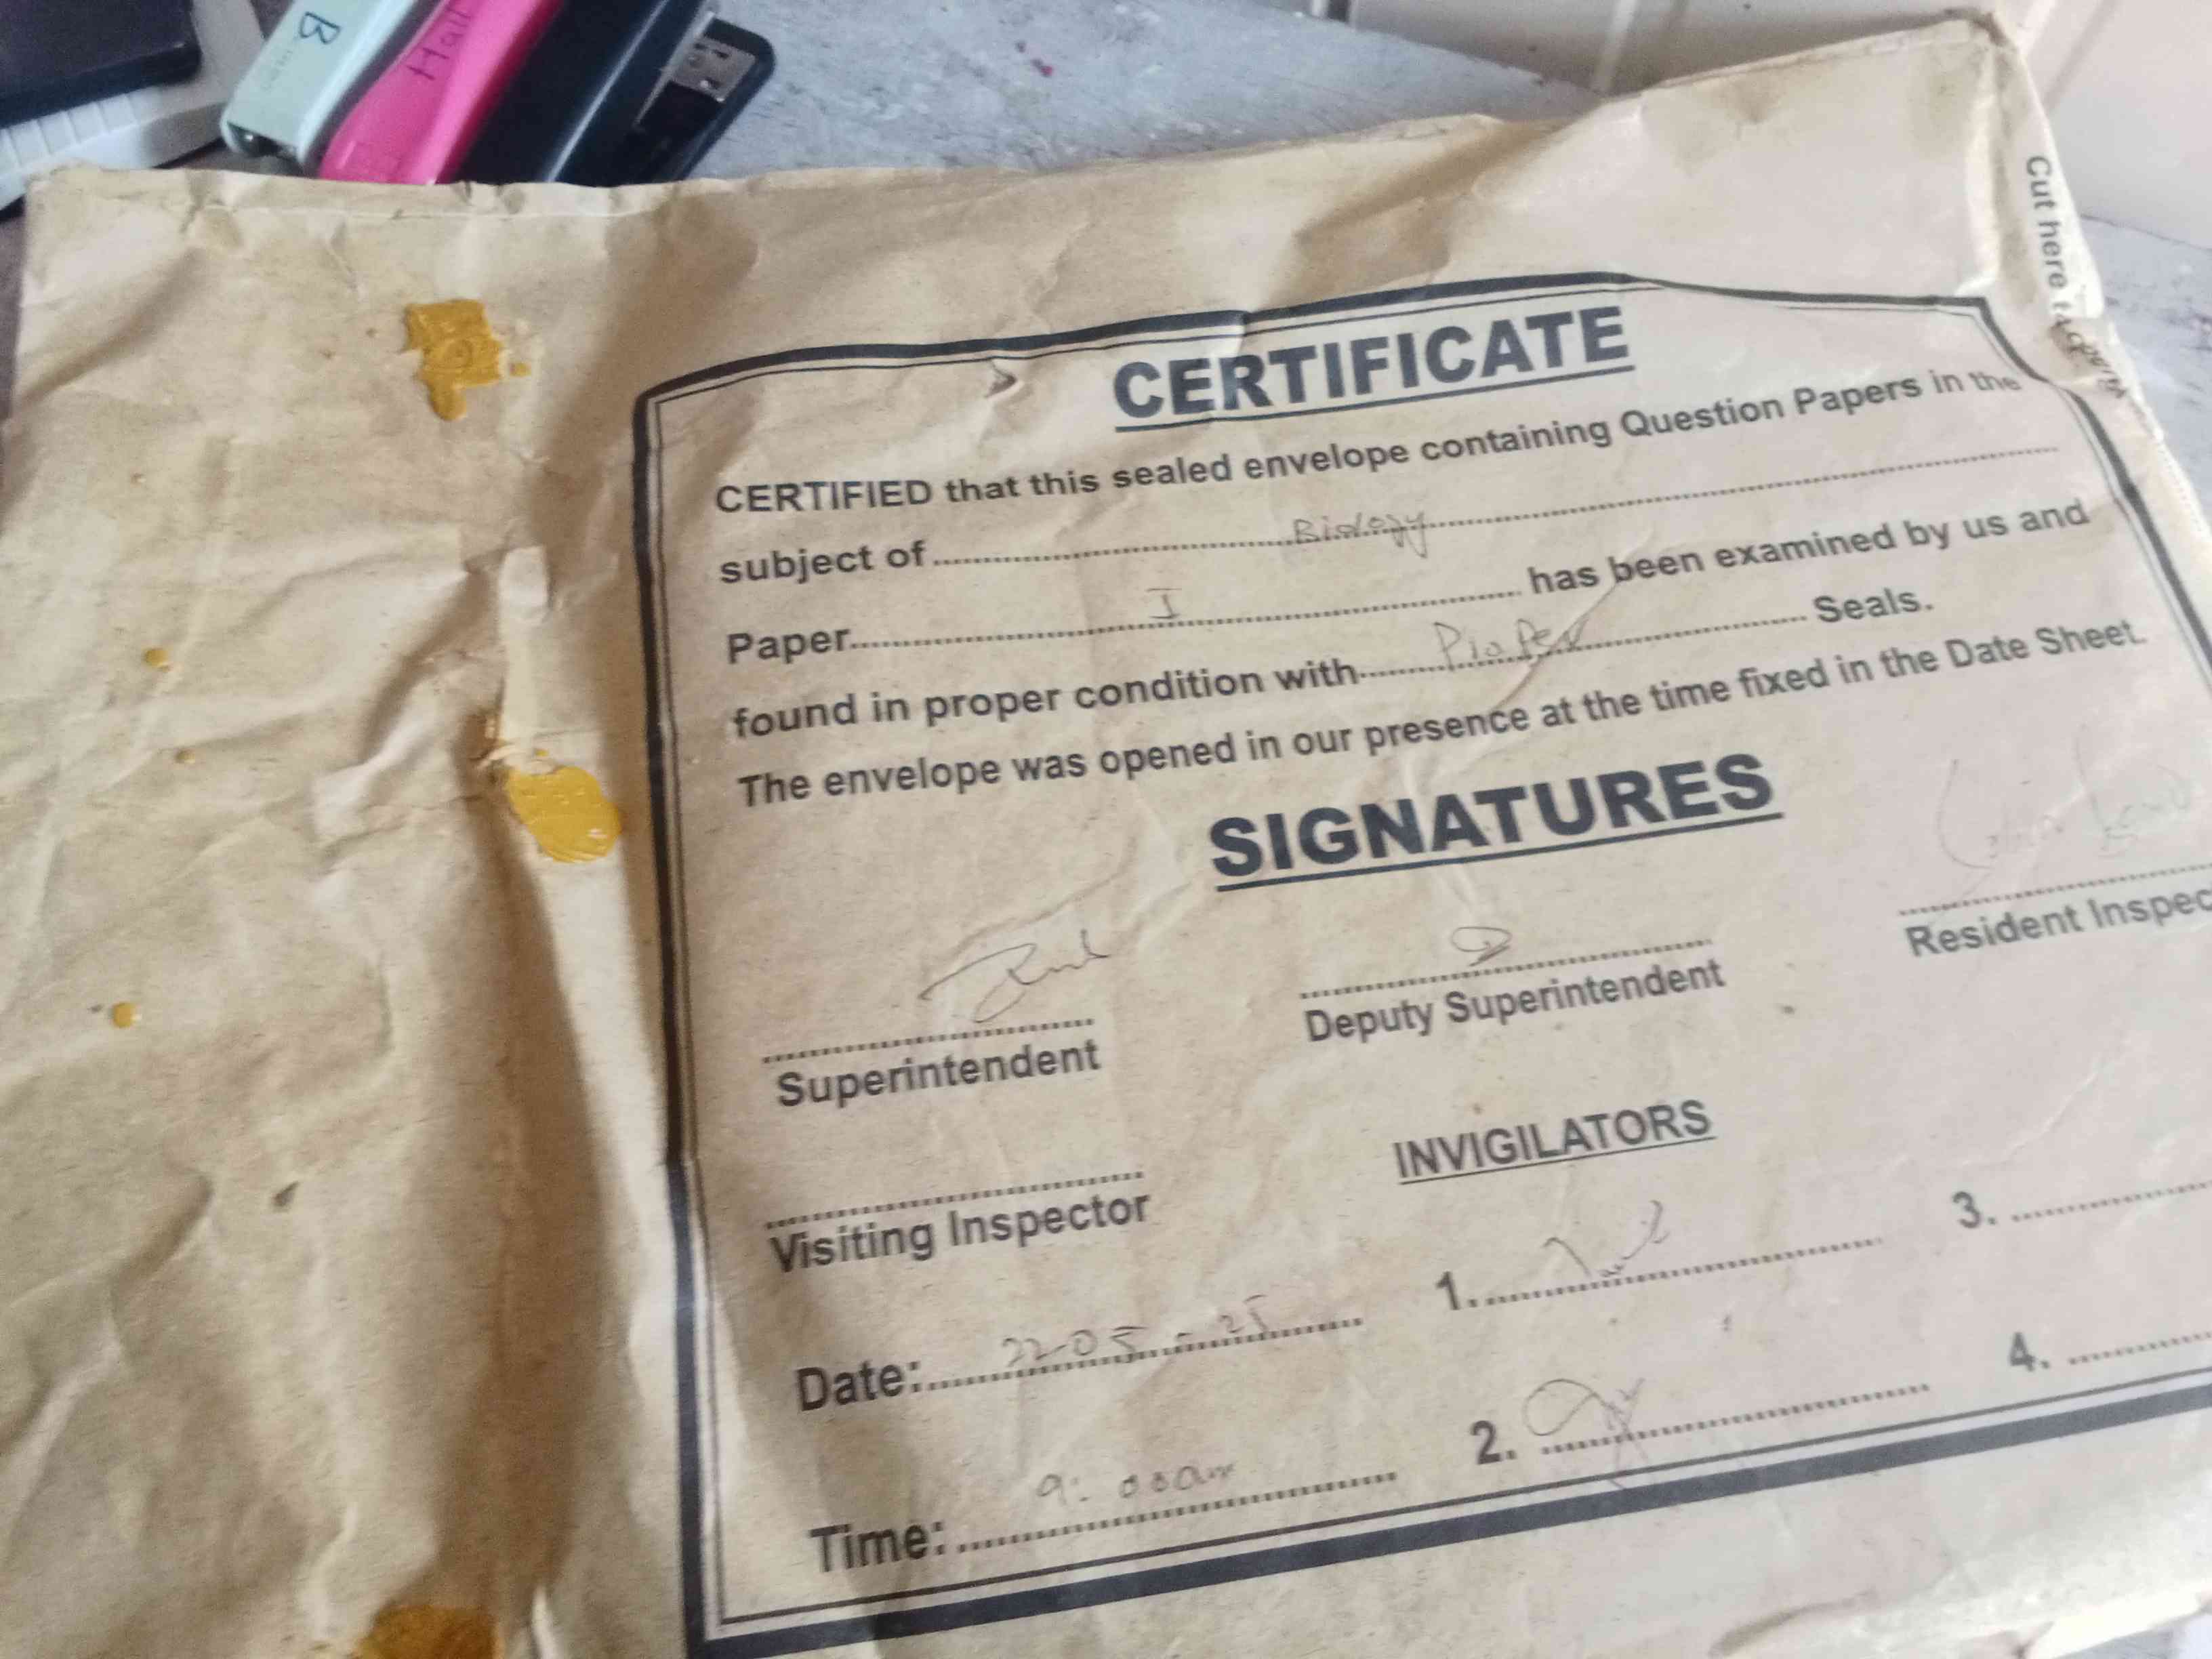 B
Hall
Cut here to open
CERTIFICATE
CERTIFIED that this sealed envelope containing Question Papers in the
subject of Biology
Paper I has been examined by us and
found in proper condition with Proper Seals.
The envelope was opened in our presence at the time fixed in the Date Sheet.
SIGNATURES
Superintendent
Deputy Superintendent
Resident Inspec
Visiting Inspector
INVIGILATORS
1.
3.
Date: 22-05-25
2.
4.
Time: 9:00am